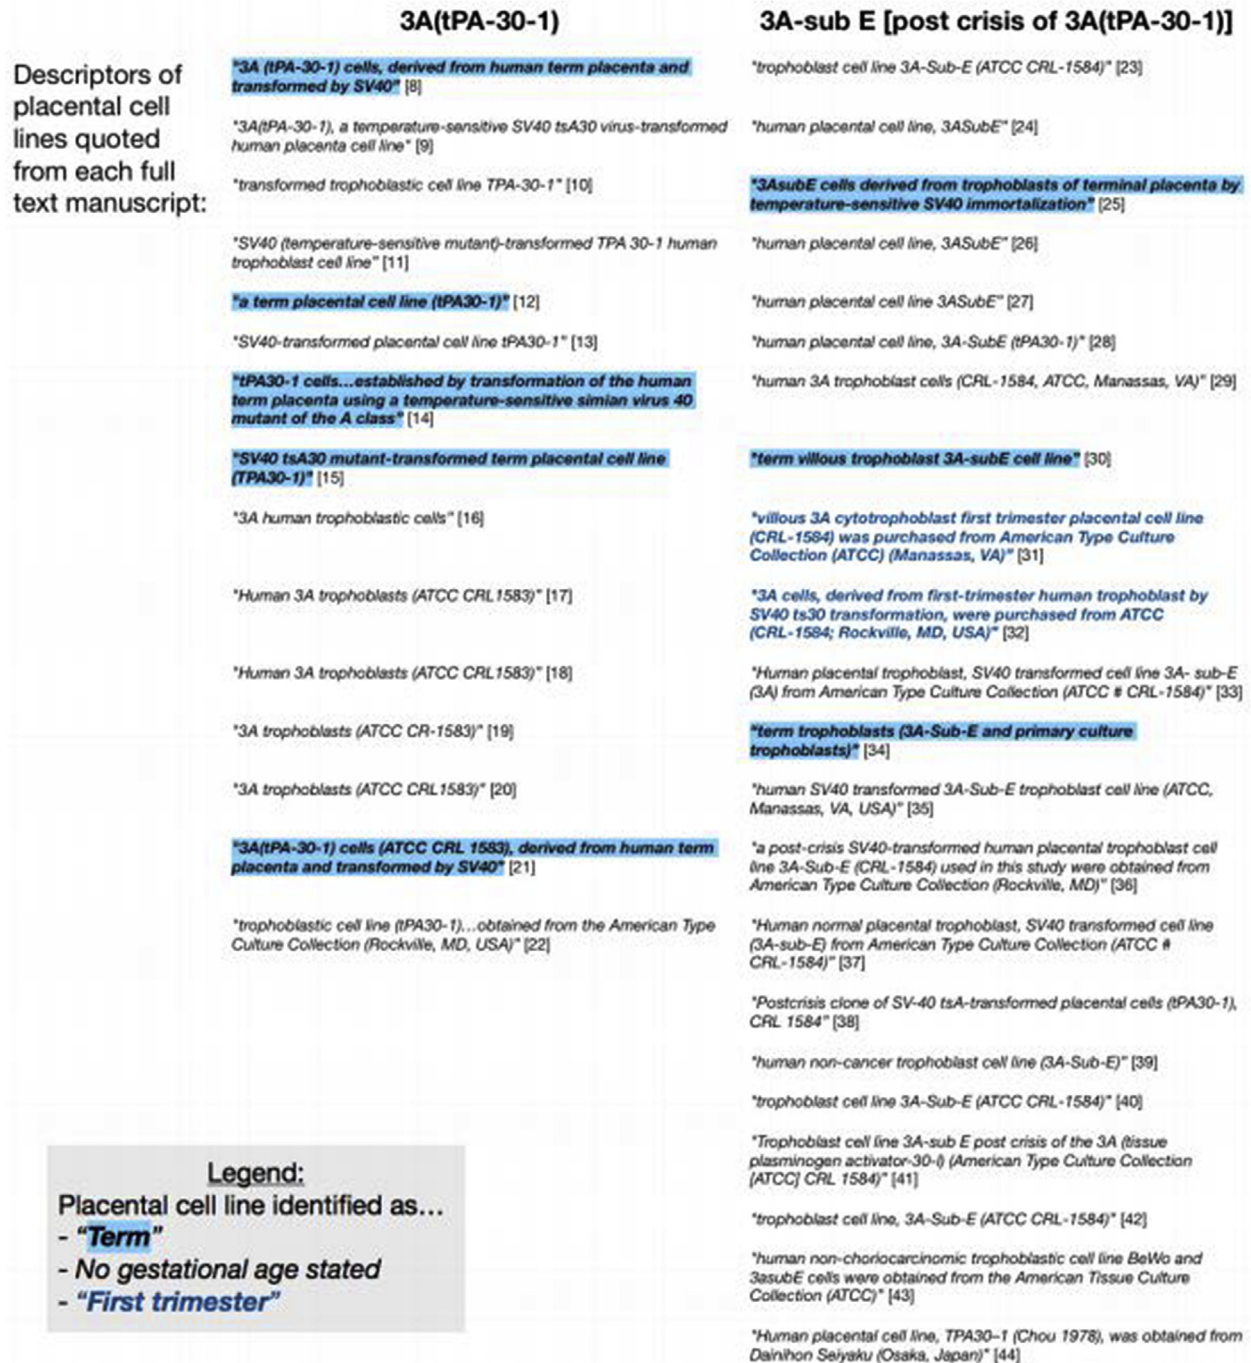 3A(tPA-30-1)
3A-sub E [post crisis of 3A(tPA-30-1)]
Descriptors of
placental cell
lines quoted
from each full
text manuscript:
"3A (tPA-30-1) cells, derived from human term placenta and
transformed by SV40" [8]
"3A(tPA-30-1), a temperature-sensitive SV40 tsA30 virus-transformed
human placenta cell line" [9]
"transformed trophoblastic cell line TPA-30-1" [10]
"SV40 (temperature-sensitive mutant)-transformed TPA 30-1 human
trophoblast cell line" [11]
"a term placental cell line (tPA30-1)" [12]
"SV40-transformed placental cell line tPA30-1" [13]
"tPA30-1 cells...established by transformation of the human
term placenta using a temperature-sensitive simian virus 40
mutant of the A class" [14]
"SV40 tsA30 mutant-transformed term placental cell line
(TPA30-1)" [15]
"3A human trophoblastic cells" [16]
"Human 3A trophoblasts (ATCC CRL1583)" [17]
"Human 3A trophoblasts (ATCC CRL1583)" [18]
"3A trophoblasts (ATCC CR-1583)" [19]
"3A trophoblasts (ATCC CRL1583)" [20]
"3A(tPA-30-1) cells (ATCC CRL 1583), derived from human term
placenta and transformed by SV40" [21]
"trophoblastic cell line (tPA30-1)...obtained from the American Type
Culture Collection (Rockville, MD, USA)" [22]
"trophoblast cell line 3A-Sub-E (ATCC CRL-1584)" [23]
"human placental cell line, 3ASubE" [24]
"3AsubE cells derived from trophoblasts of terminal placenta by
temperature-sensitive SV40 immortalization" [25]
"human placental cell line, 3ASubE" [26]
"human placental cell line 3ASubE" [27]
"human placental cell line, 3A-SubE (tPA30-1)" [28]
"human 3A trophoblast cells (CRL-1584, ATCC, Manassas, VA)" [29]
"term villous trophoblast 3A-subE cell line" [30]
"villous 3A cytotrophoblast first trimester placental cell line
(CRL-1584) was purchased from American Type Culture
Collection (ATCC) (Manassas, VA)" [31]
"3A cells, derived from first-trimester human trophoblast by
SV40 ts30 transformation, were purchased from ATCC
(CRL-1584; Rockville, MD, USA)" [32]
"Human placental trophoblast, SV40 transformed cell line 3A- sub-E
(3A) from American Type Culture Collection (ATCC # CRL-1584)" [33]
"term trophoblasts (3A-Sub-E and primary culture
trophoblasts)" [34]
"human SV40 transformed 3A-Sub-E trophoblast cell line (ATCC,
Manassas, VA, USA)" [35]
"a post-crisis SV40-transformed human placental trophoblast cell
line 3A-Sub-E (CRL-1584) used in this study were obtained from
American Type Culture Collection (Rockville, MD)" [36]
"Human normal placental trophoblast, SV40 transformed cell line
(3A-sub-E) from American Type Culture Collection (ATCC #
CRL-1584)" [37]
"Postcrisis clone of SV-40 tsA-transformed placental cells (tPA30-1),
CRL 1584" [38]
"human non-cancer trophoblast cell line (3A-Sub-E)" [39]
"trophoblast cell line 3A-Sub-E (ATCC CRL-1584)" [40]
"Trophoblast cell line 3A-sub E post crisis of the 3A (tissue
plasminogen activator-30-l) (American Type Culture Collection
[ATCC] CRL 1584)" [41]
"trophoblast cell line, 3A-Sub-E (ATCC CRL-1584)" [42]
"human non-choriocarcinomic trophoblastic cell line BeWo and
3asubE cells were obtained from the American Tissue Culture
Collection (ATCC)" [43]
"Human placental cell line, TPA30–1 (Chou 1978), was obtained from
Dainihon Seiyaku (Osaka, Japan)" [44]
Legend:
Placental cell line identified as...
- "Term"
- No gestational age stated
- "First trimester"